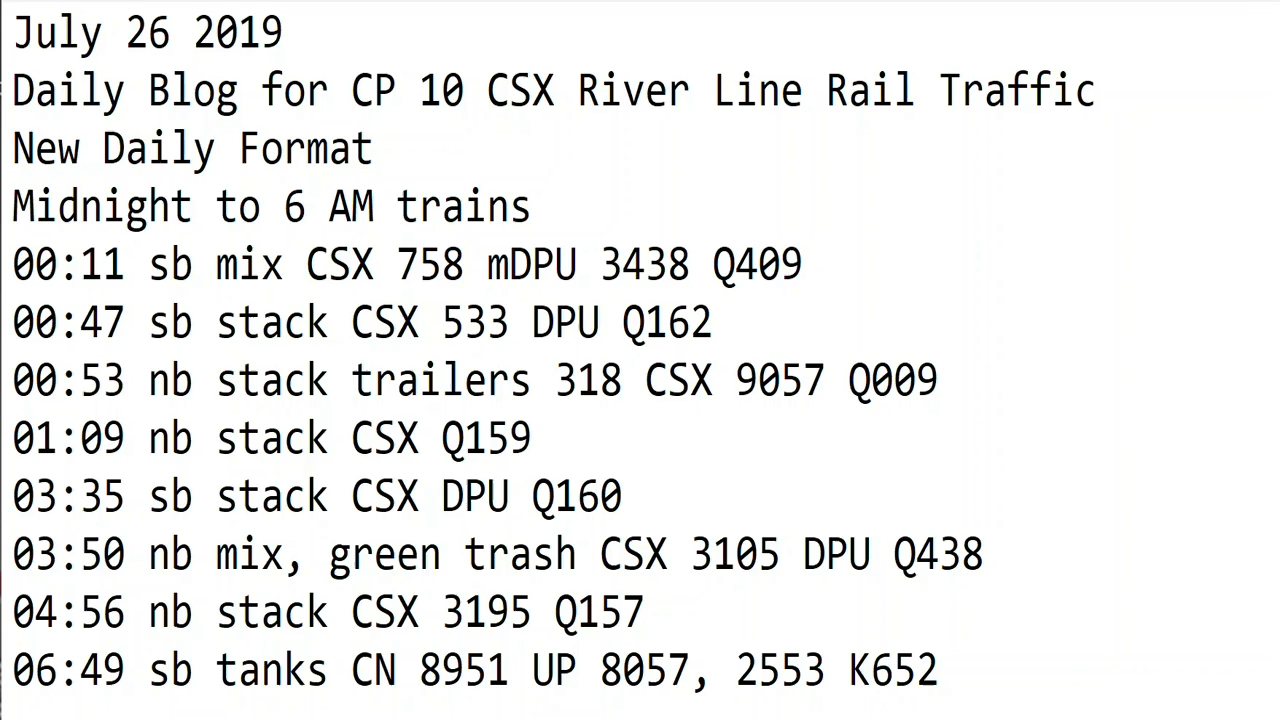 July 26 2019
Daily Blog for CP 10 CSX River Line Rail Traffic
New Daily Format
Midnight to 6 AM trains
00:11 sb mix CSX 758 mDPU 3438 Q409
00:47 sb stack CSX 533 DPU Q162
00:53 nb stack trailers 318 CSX 9057 Q009
01:09 nb stack CSX Q159
03:35 sb stack CSX DPU Q160
03:50 nb mix, green trash CSX 3105 DPU Q438
04:56 nb stack CSX 3195 Q157
06:49 sb tanks CN 8951 UP 8057, 2553 K652